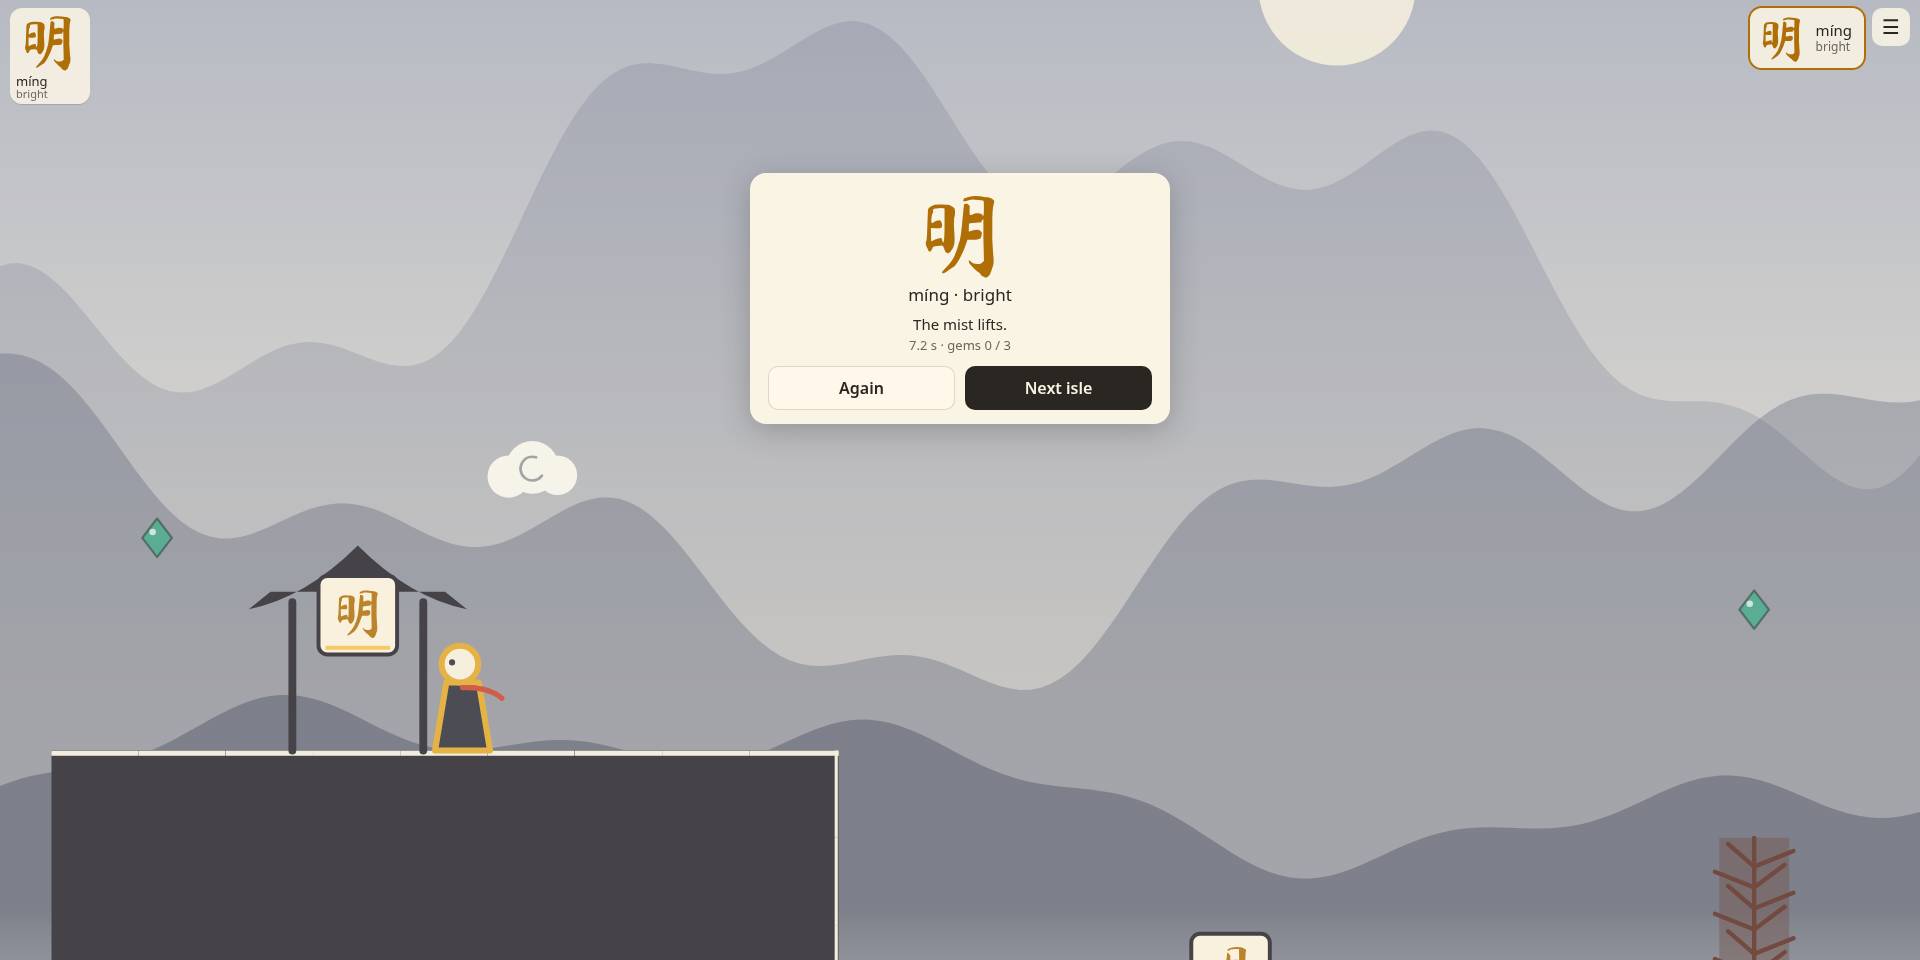 明
míng
bright
明
míng
bright
☰
明
míng · bright
The mist lifts.
7.2 s · gems 0 / 3
Again
Next isle
明